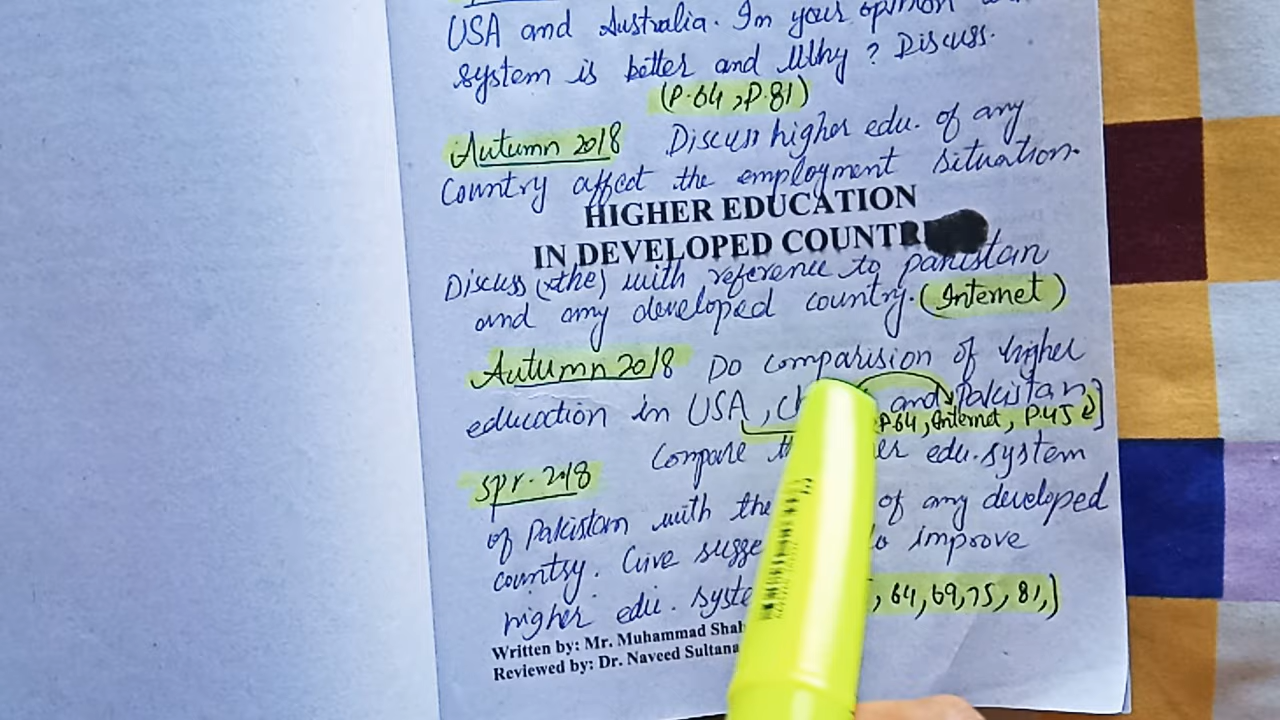 USA and Australia. In your opinion
system is better and Why? Discuss.
(P.64, P.81)
Autumn 2018 Discuss higher edu. of any
Country affect the employment situation.
HIGHER EDUCATION
IN DEVELOPED COUNTR
Discuss (the) with reference to pakistan
and any developed country. (Internet)
Autumn 2018 Do comparision of higher
education in USA, and Pakistan
P.64, Internet, P.45
Spr. 2018 Compare edu. system
of Pakistan with the of any developed
country. Give improve
higher edu. , 64, 69, 75, 81,]
Written by: Mr. Muhammad
Reviewed by: Dr. Naveed Sultana